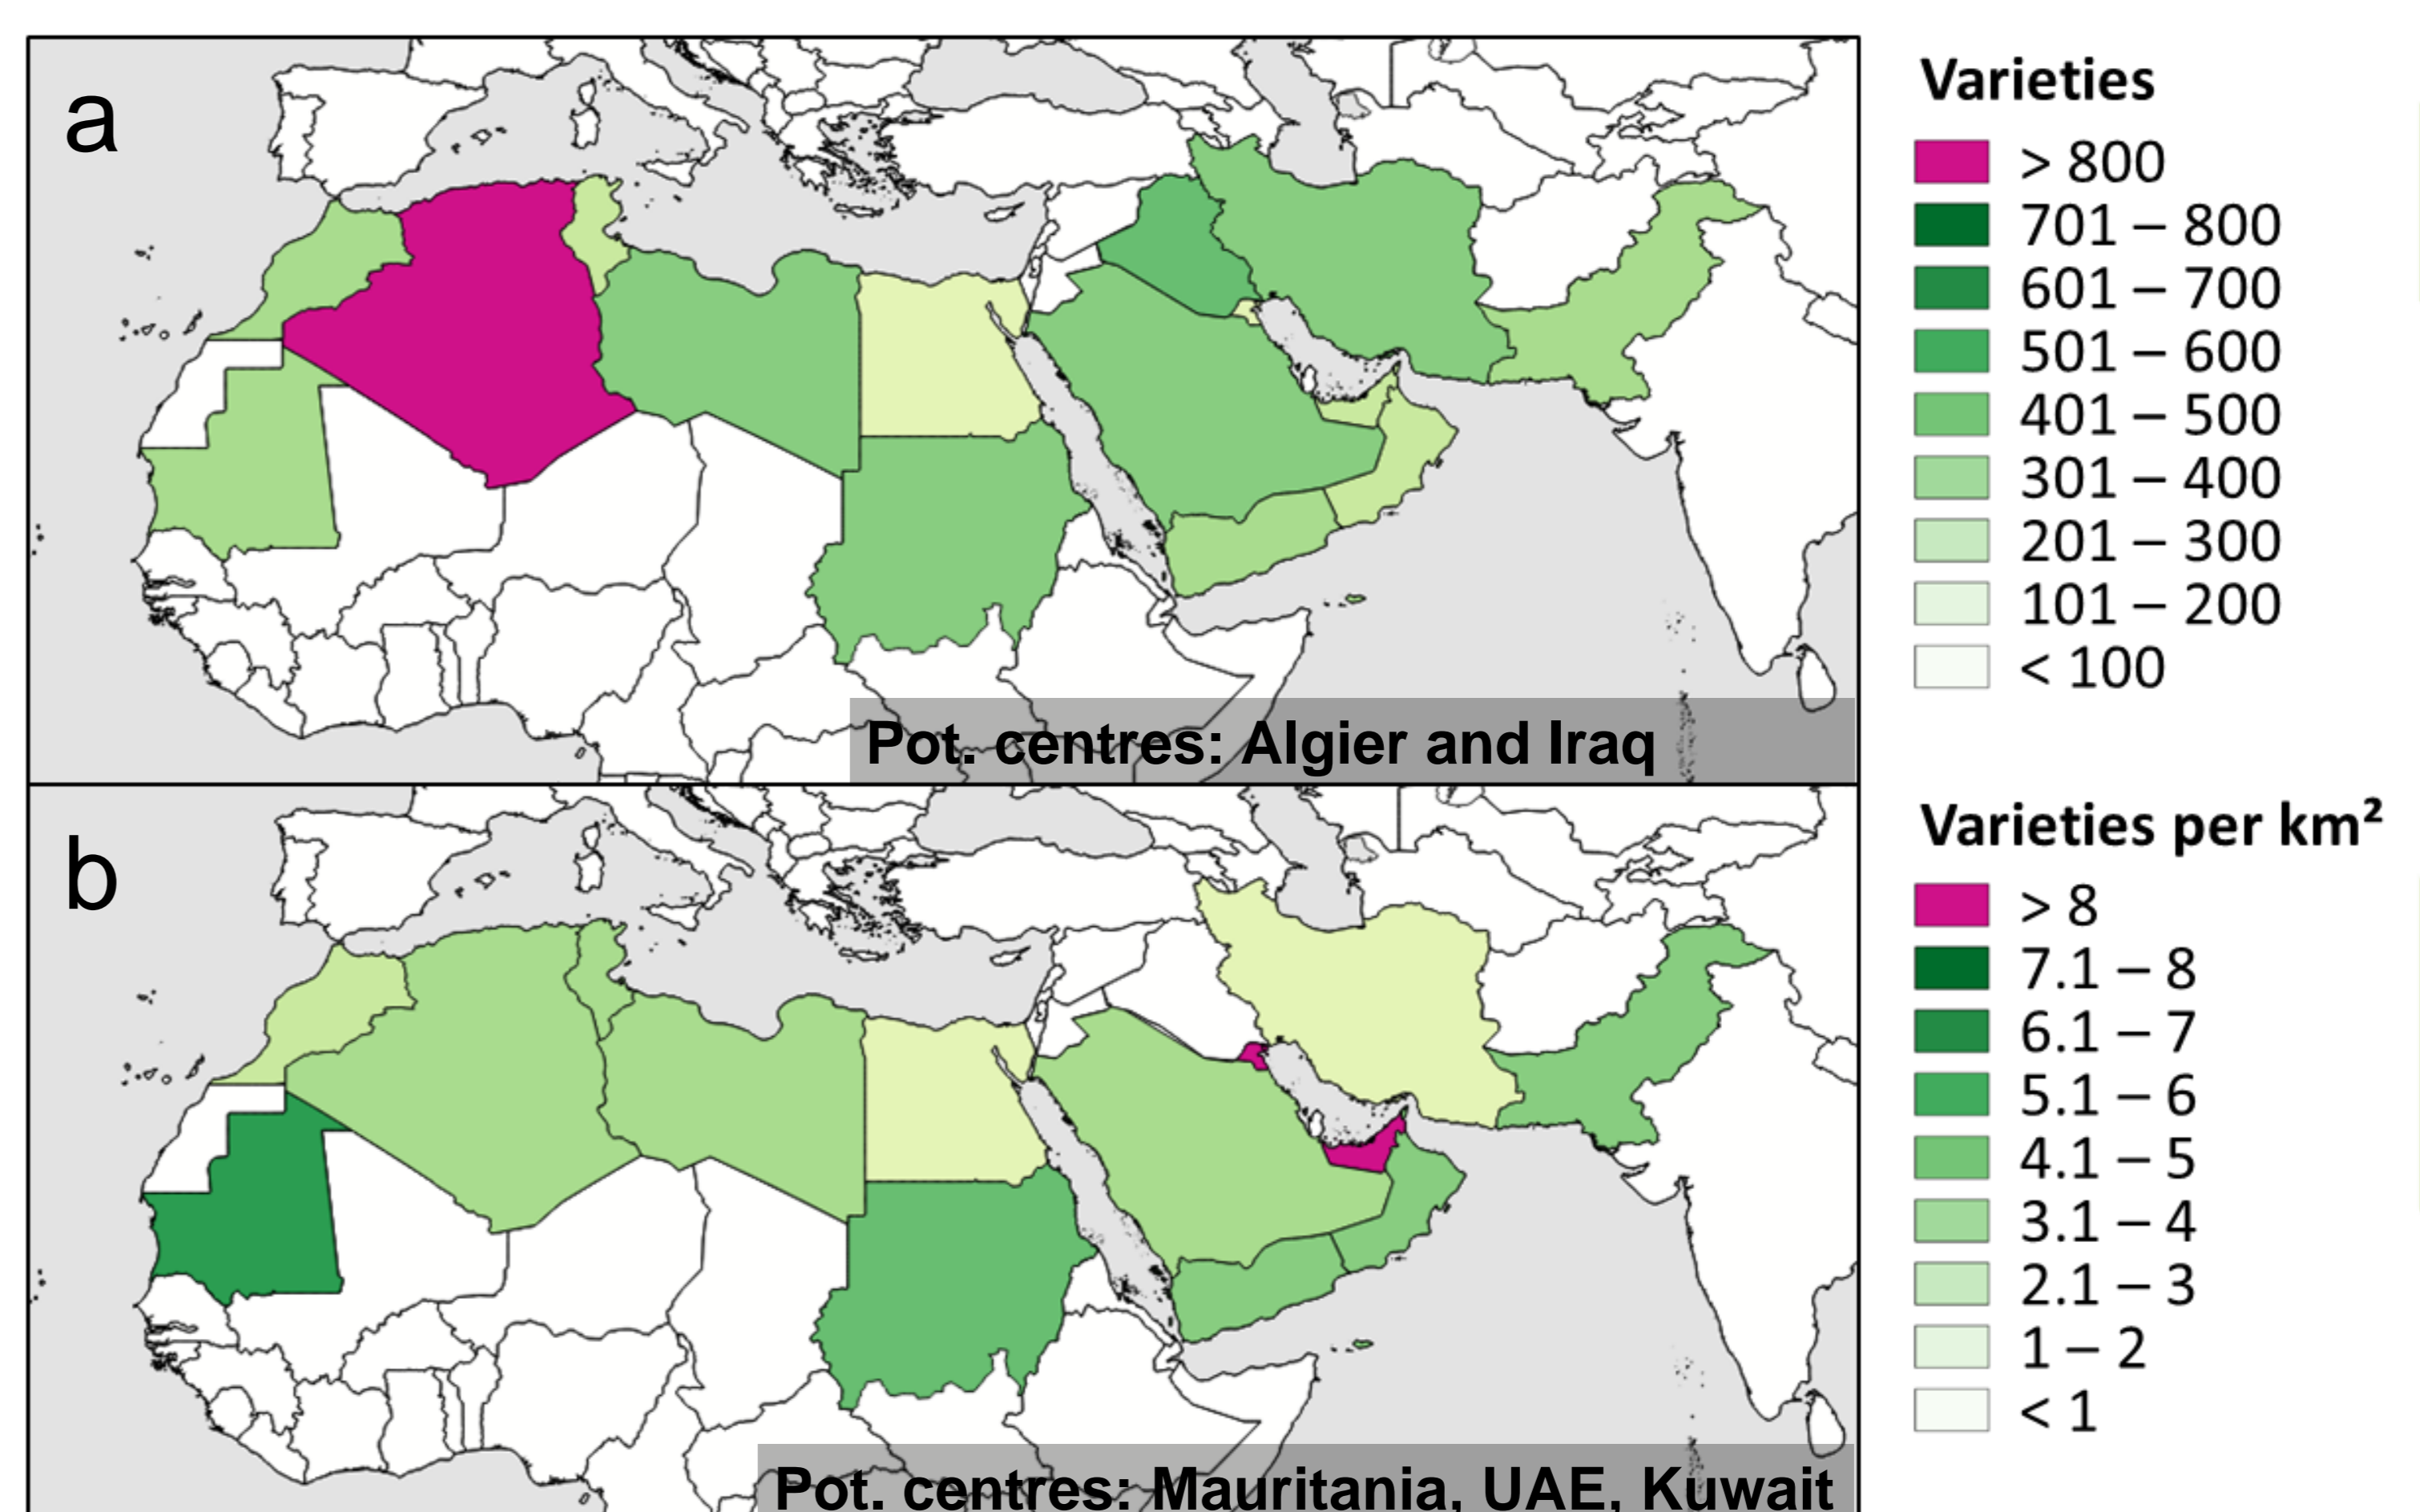 a
Varieties
> 800
701 – 800
601 – 700
501 – 600
401 – 500
301 – 400
201 – 300
101 – 200
< 100
Pot. centres: Algier and Iraq
b
Varieties per km²
> 8
7.1 – 8
6.1 – 7
5.1 – 6
4.1 – 5
3.1 – 4
2.1 – 3
1 – 2
< 1
Pot. centres: Mauritania, UAE, Kuwait